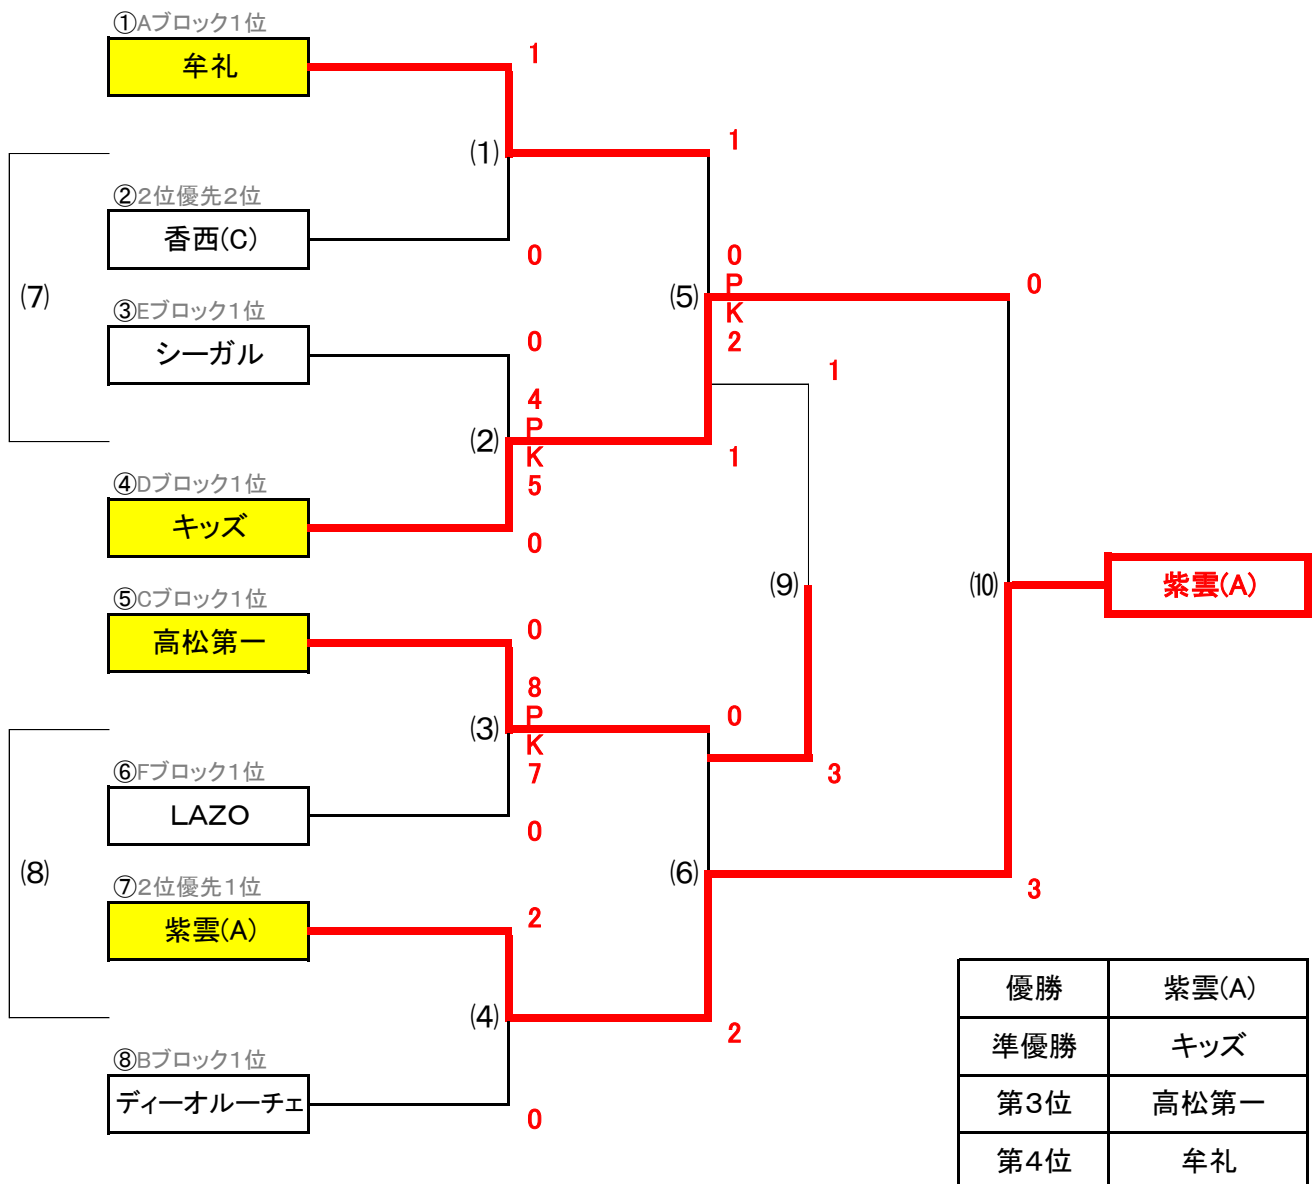 ①Aブロック1位
牟礼
1
(1)
1
②2位優先2位
香西(C)
0
0
P
K
2
(7)
(5)
0
③Eブロック1位
シーガル
0
1
4
P
K
5
(2)
1
④Dブロック1位
キッズ
0
(9)
(10)
紫雲(A)
⑤Cブロック1位
高松第一
0
8
P
K
7
(3)
0
3
⑥Fブロック1位
LAZO
0
(8)
(6)
3
⑦2位優先1位
紫雲(A)
2
(4)
2
⑧Bブロック1位
ディーオルーチェ
0
優勝 紫雲(A)
準優勝 キッズ
第3位 高松第一
第4位 牟礼